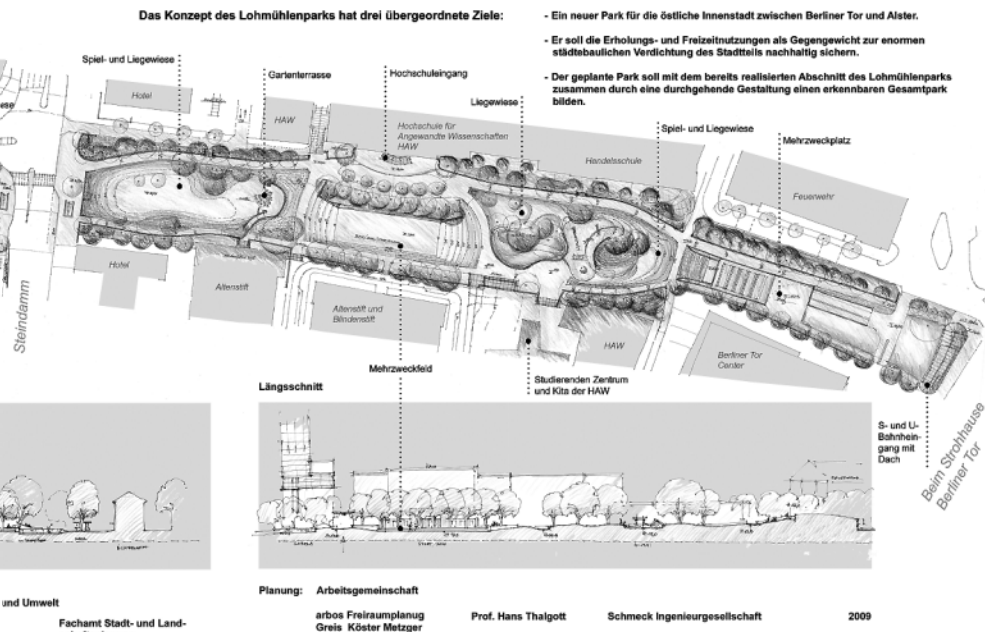 Das Konzept des Lohmühlenparks hat drei übergeordnete Ziele:
- Ein neuer Park für die östliche Innenstadt zwischen Berliner Tor und Alster.
- Er soll die Erholungs- und Freizeitnutzungen als Gegengewicht zur enormen
städtebaulichen Verdichtung des Stadtteils nachhaltig sichern.
- Der geplante Park soll mit dem bereits realisierten Abschnitt des Lohmühlenparks
zusammen durch eine durchgehende Gestaltung einen erkennbaren Gesamtpark
bilden.
Spiel- und Liegewiese
Gartenterrasse
Hochschuleingang
Liegewiese
Spiel- und Liegewiese
Mehrzweckplatz
Hotel
HAW
Hochschule für
Angewandte Wissenschaften
HAW
Handelsschule
Feuerwehr
Hotel
Altenstift
Altenstift und
Blindenstift
HAW
Berliner Tor
Center
Steindamm
Mehrzweckfeld
Studierenden Zentrum
und Kita der HAW
S- und U-
Bahnhein-
gang mit
Dach
Beim Strohhause
Berliner Tor
Längsschnitt
Planung: Arbeitsgemeinschaft
arbos Freiraumplanug
Greis Köster Metzger
Prof. Hans Thalgott
Schmeck Ingenieurgesellschaft
2009
und Umwelt
Fachamt Stadt- und Land-